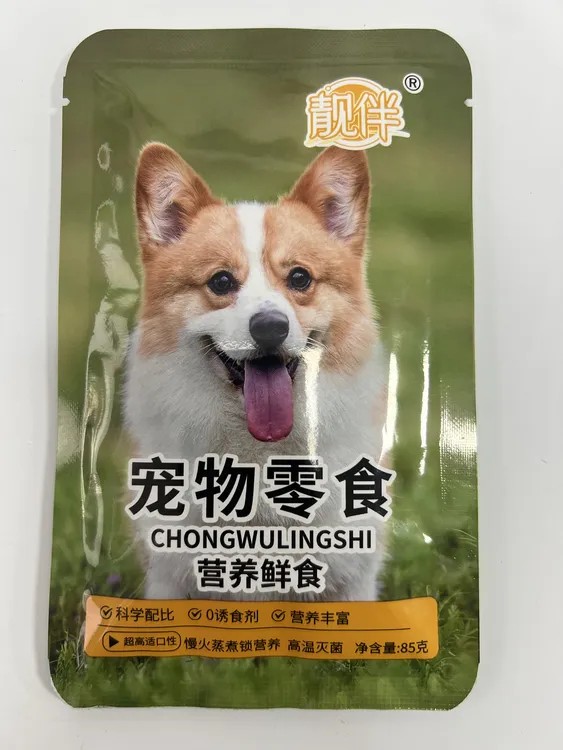 靓伴®
宠物零食
CHONGWULINGSHI
营养鲜食
科学配比 0诱食剂 营养丰富
超高适口性 慢火蒸煮锁营养 高温灭菌 净含量:85克